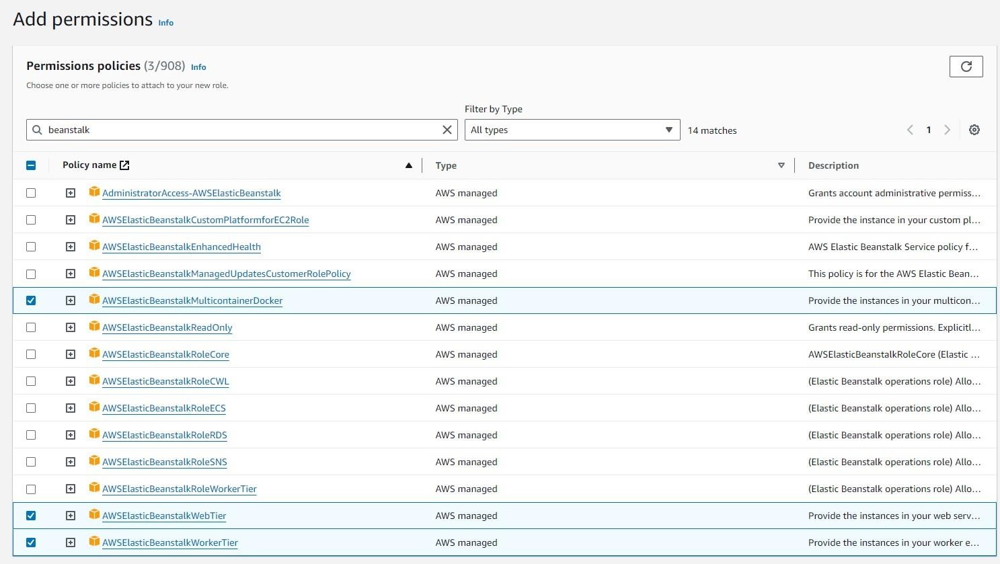 Add permissions Info
Permissions policies (3/908) Info
Choose one or more policies to attach to your new role.
Filter by Type
beanstalk All types 14 matches 1
Policy name Type Description
AdministratorAccess-AWSElasticBeanstalk AWS managed Grants account administrative permiss...
AWSElasticBeanstalkCustomPlatformforEC2Role AWS managed Provide the instance in your custom pl...
AWSElasticBeanstalkEnhancedHealth AWS managed AWS Elastic Beanstalk Service policy f...
AWSElasticBeanstalkManagedUpdatesCustomerRolePolicy AWS managed This policy is for the AWS Elastic Bean...
AWSElasticBeanstalkMulticontainerDocker AWS managed Provide the instances in your multicon...
AWSElasticBeanstalkReadOnly AWS managed Grants read-only permissions. Explicitl...
AWSElasticBeanstalkRoleCore AWS managed AWSElasticBeanstalkRoleCore (Elastic ...
AWSElasticBeanstalkRoleCWL AWS managed (Elastic Beanstalk operations role) Allo...
AWSElasticBeanstalkRoleECS AWS managed (Elastic Beanstalk operations role) Allo...
AWSElasticBeanstalkRoleRDS AWS managed (Elastic Beanstalk operations role) Allo...
AWSElasticBeanstalkRoleSNS AWS managed (Elastic Beanstalk operations role) Allo...
AWSElasticBeanstalkRoleWorkerTier AWS managed (Elastic Beanstalk operations role) Allo...
AWSElasticBeanstalkWebTier AWS managed Provide the instances in your web serv...
AWSElasticBeanstalkWorkerTier AWS managed Provide the instances in your worker e...